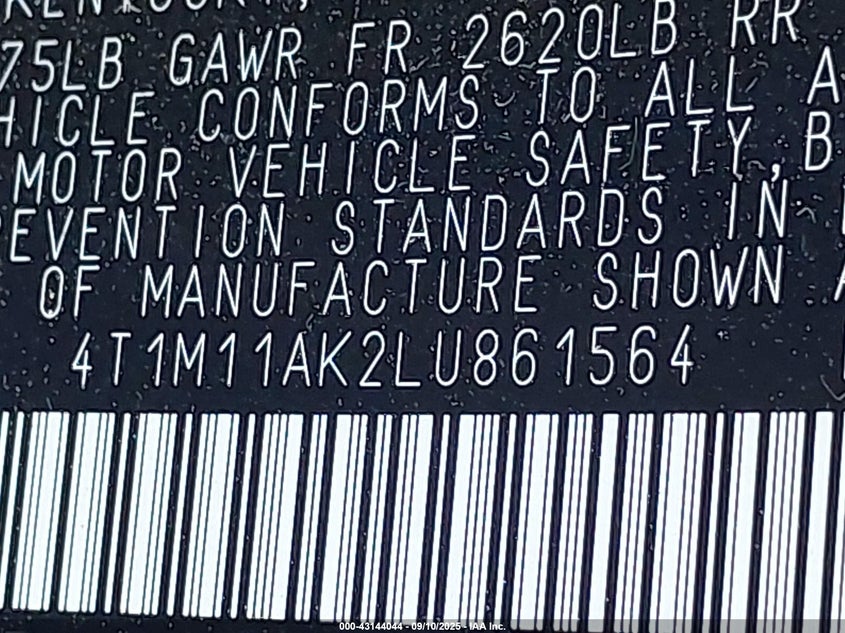 75LB GAWR FR 2620LB RR
HICLE CONFORMS TO ALL A
MOTOR VEHICLE SAFETY, B
EVENTION STANDARDS IN
OF MANUFACTURE SHOWN A
4T1M11AK2LU861564
000-43144044 - 09/10/2025 - IAA Inc.